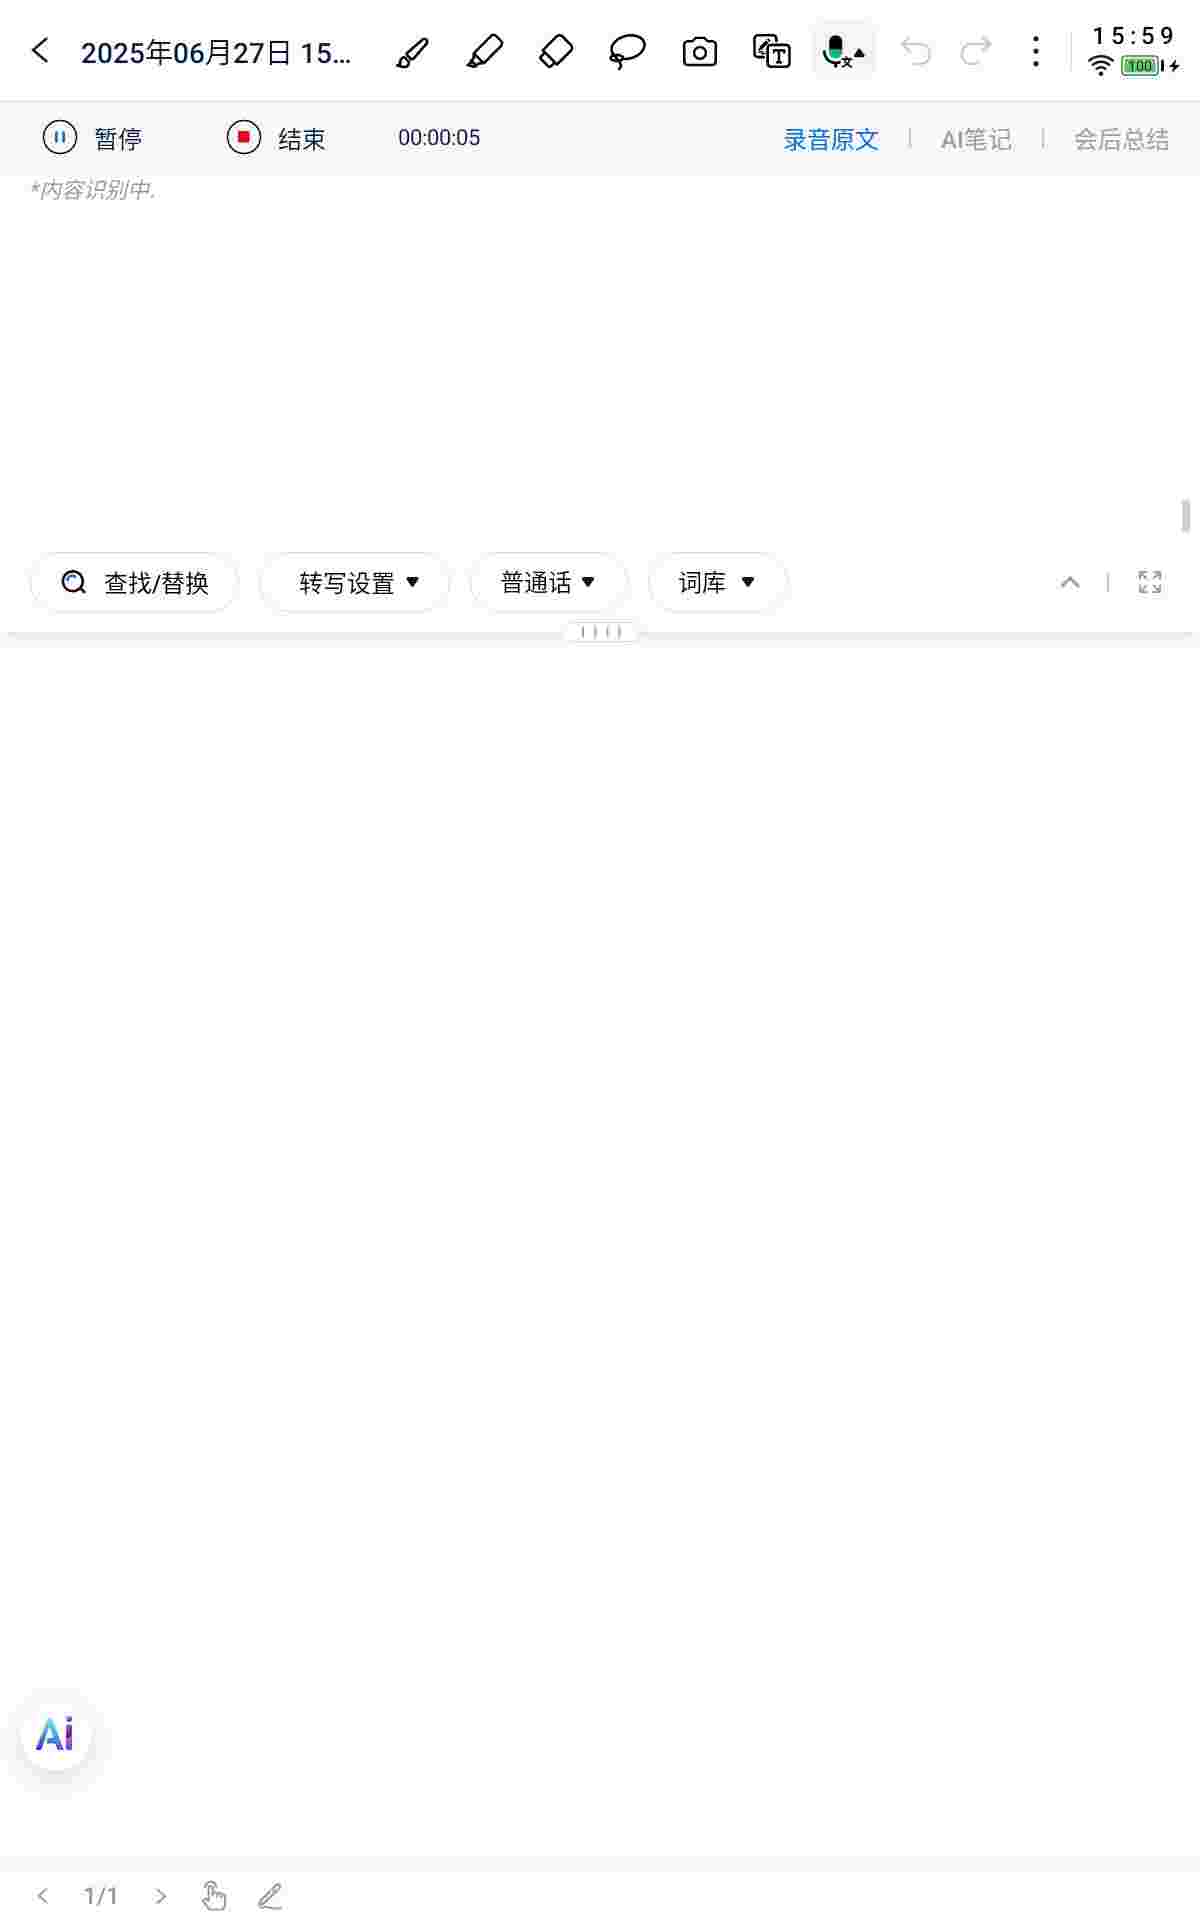 2025年06月27日 15...
15:59
100
暂停
结束
00:00:05
录音原文
AI笔记
会后总结
*内容识别中.
查找/替换
转写设置
普通话
词库
Ai
1/1